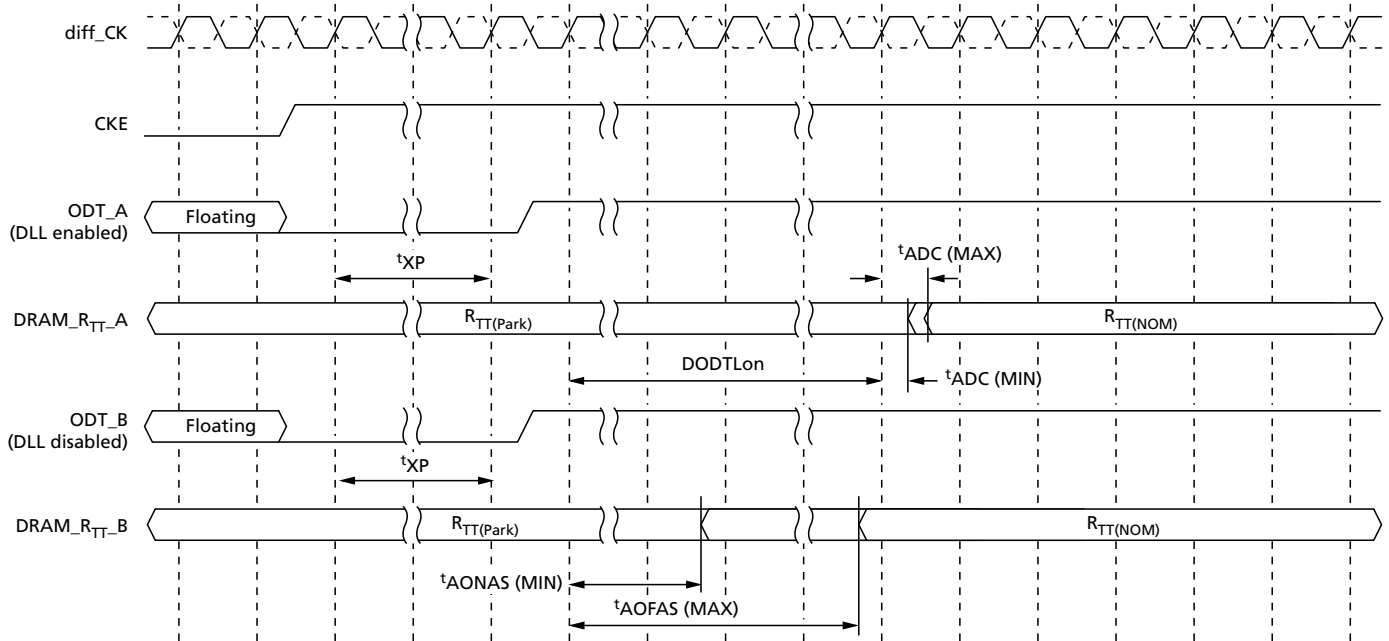 diff_CK
CKE
ODT_A
(DLL enabled)
Floating
tXP
tADC (MAX)
DRAM_RTT_A
RTT(Park)
RTT(NOM)
DODTLon
tADC (MIN)
ODT_B
(DLL disabled)
Floating
tXP
DRAM_RTT_B
RTT(Park)
RTT(NOM)
tAONAS (MIN)
tAOFAS (MAX)